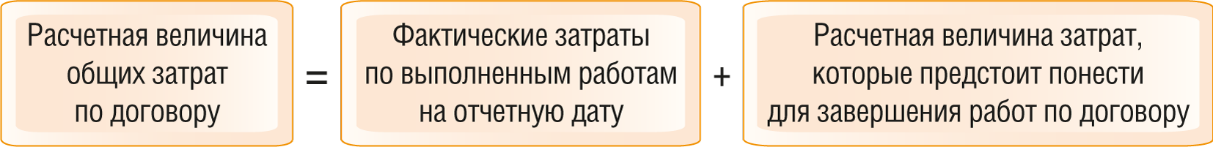 Расчетная величина
общих затрат
по договору
=
Фактические затраты
по выполненным работам
на отчетную дату
+
Расчетная величина затрат,
которые предстоит понести
для завершения работ по договору